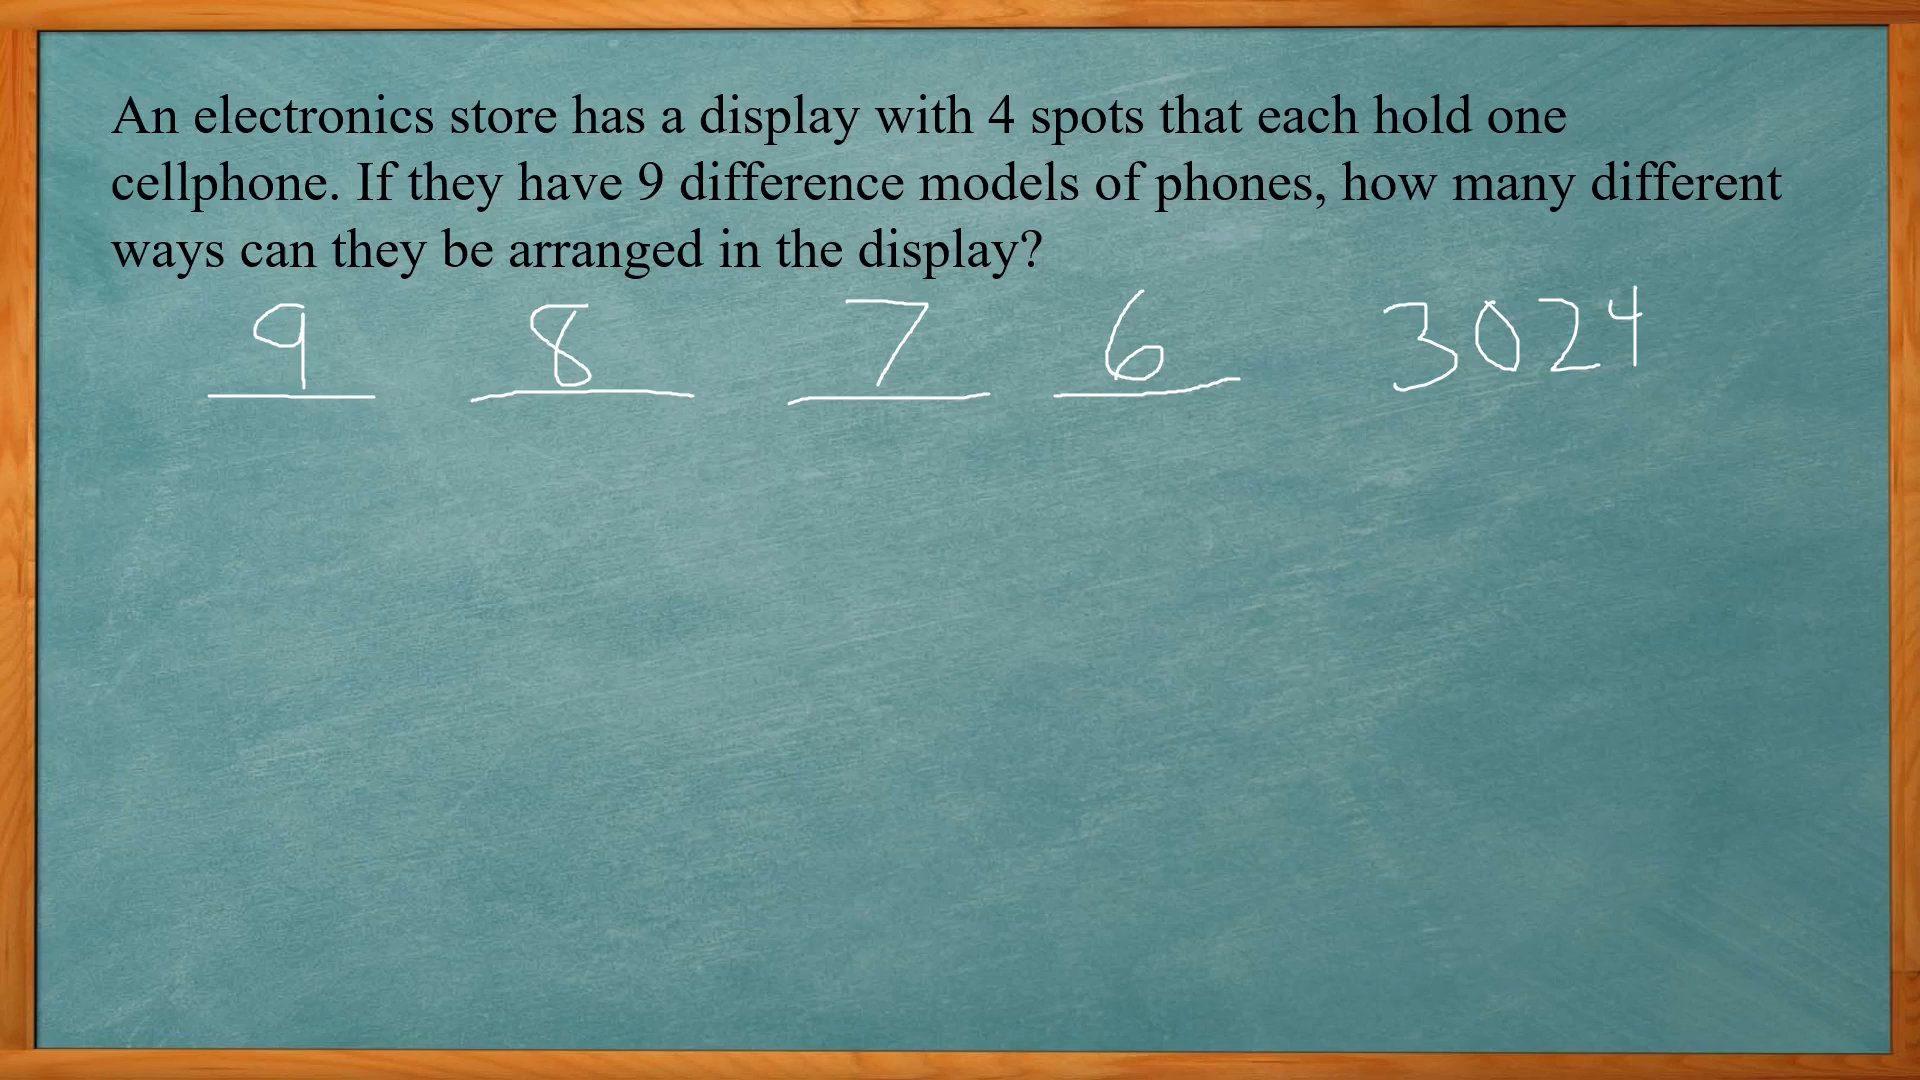 An electronics store has a display with 4 spots that each hold one
cellphone. If they have 9 difference models of phones, how many different
ways can they be arranged in the display?
9 8 7 6 3024